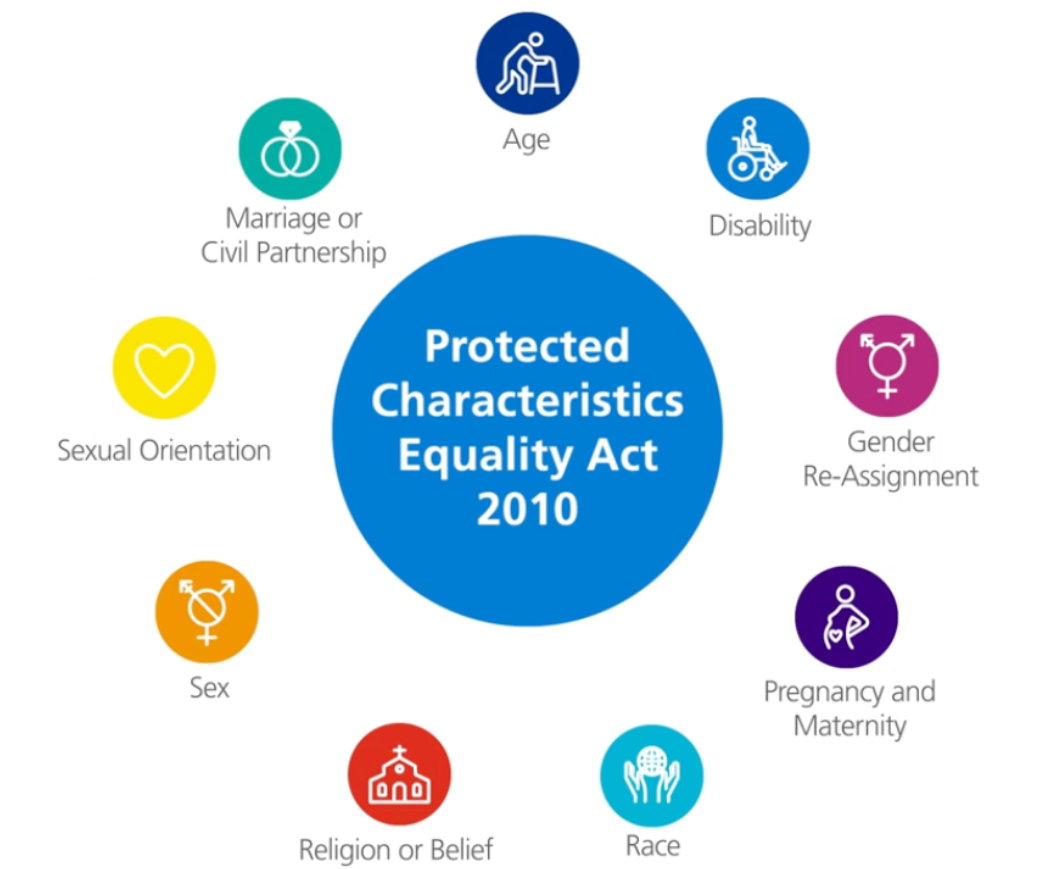 Age
Disability
Marriage or
Civil Partnership
Protected
Characteristics
Equality Act
2010
Sexual Orientation
Gender
Re-Assignment
Sex
Pregnancy and
Maternity
Religion or Belief
Race